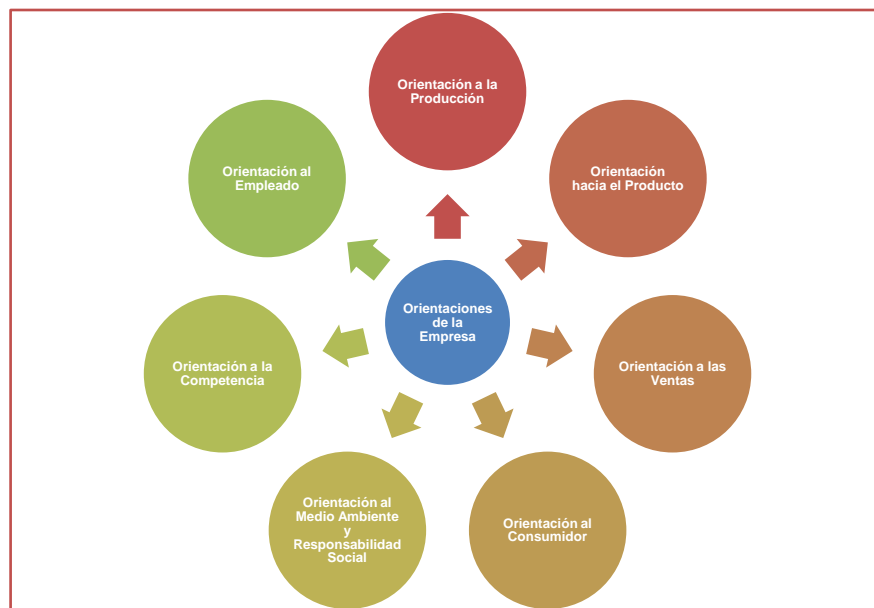 Orientación a la
Producción
Orientación
hacia el Producto
Orientación a las
Ventas
Orientación al
Consumidor
Orientación al
Medio Ambiente
y
Responsabilidad
Social
Orientación a la
Competencia
Orientación al
Empleado
Orientaciones
de la
Empresa